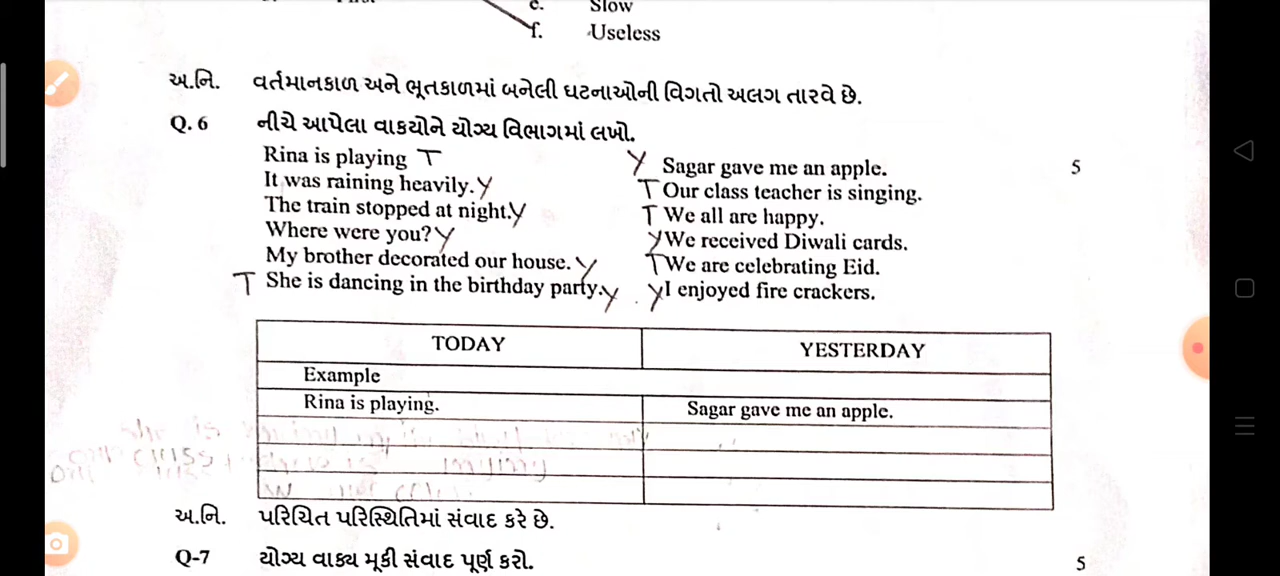 e. Slow
f. Useless
અ.નિ. વર્તમાનકાળ અને ભૂતકાળમાં બનેલી ઘટનાઓની વિગતો અલગ તારવે છે.
Q. 6 નીચે આપેલા વાક્યોને યોગ્ય વિભાગમાં લખો. 5
Rina is playing T
Y Sagar gave me an apple.
It was raining heavily. Y
T Our class teacher is singing.
The train stopped at night. Y
T We all are happy.
Where were you? Y
Y We received Diwali cards.
My brother decorated our house. Y
T We are celebrating Eid.
T She is dancing in the birthday party. Y
Y I enjoyed fire crackers.
TODAY YESTERDAY
Example
Rina is playing. Sagar gave me an apple.
she is
અ.નિ. પરિચિત પરિસ્થિતિમાં સંવાદ કરે છે.
Q-7 યોગ્ય વાક્ય મૂકી સંવાદ પૂર્ણ કરો. 5